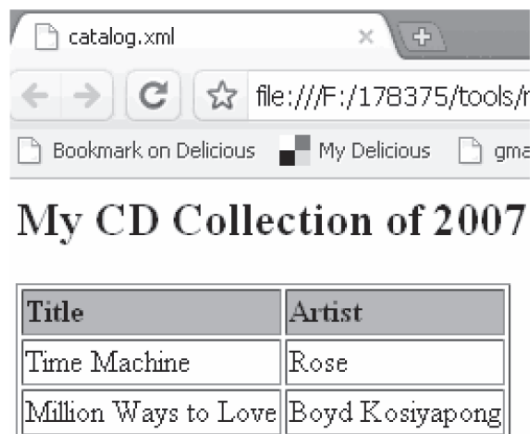 catalog.xml
file:///F:/178375/tools/
Bookmark on Delicious My Delicious
My CD Collection of 2007
Title Artist
Time Machine Rose
Million Ways to Love Boyd Kosiyapong